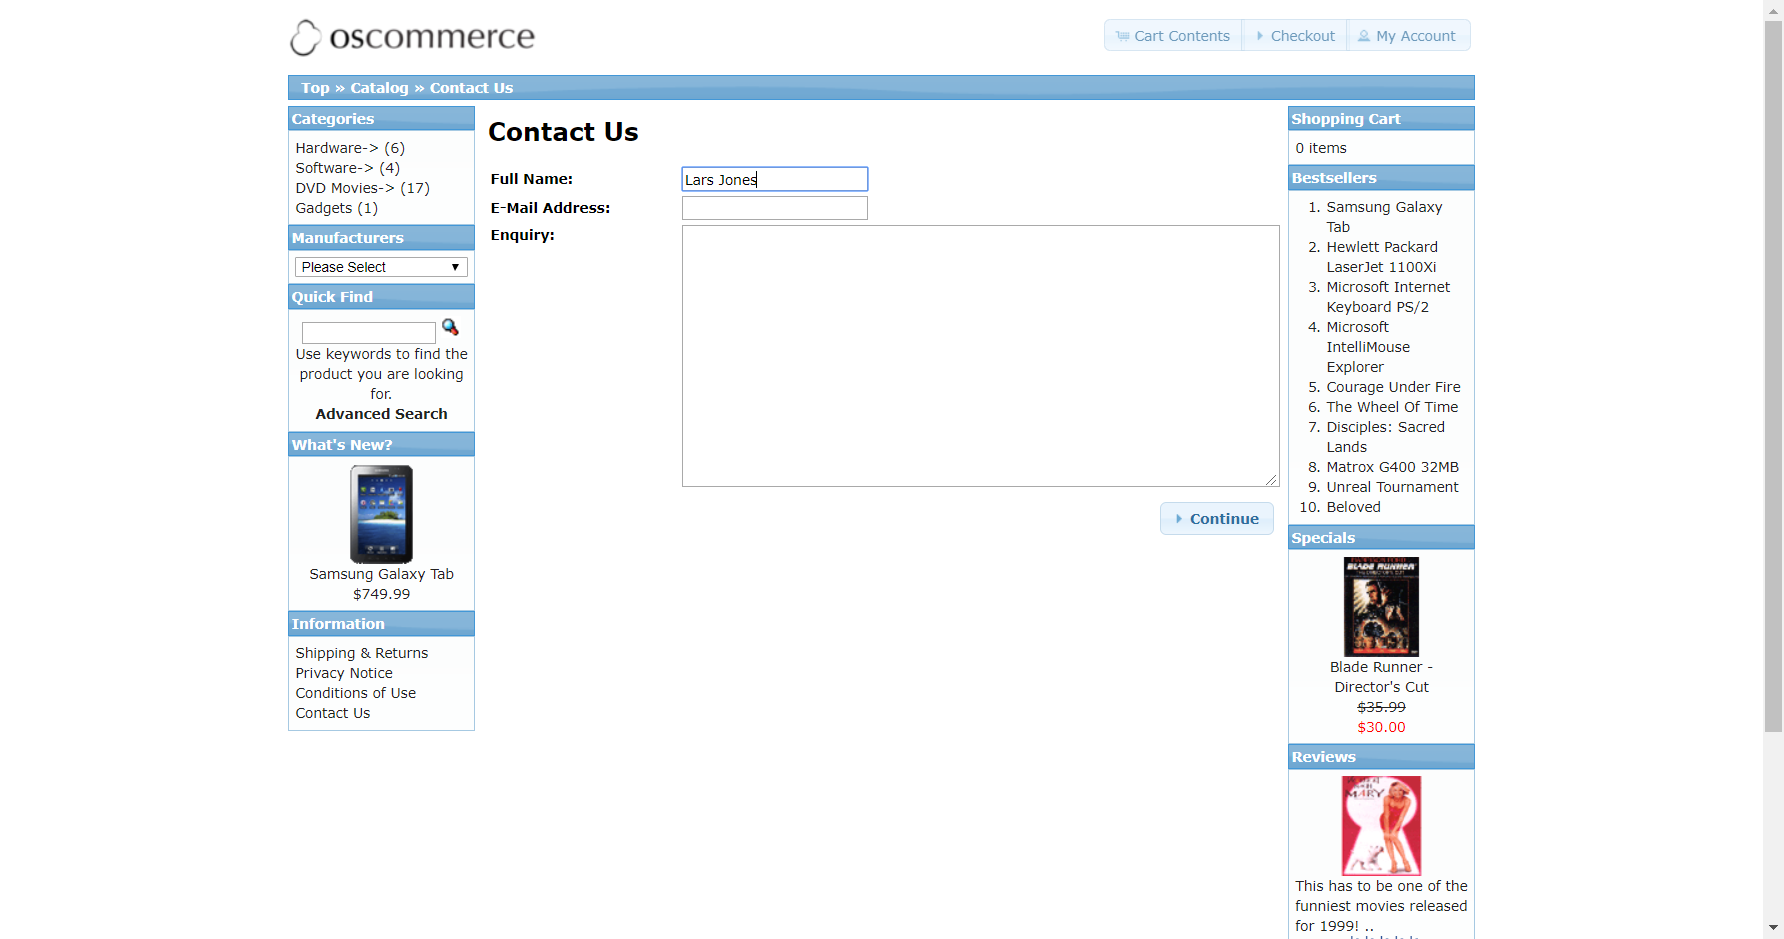 oscommerce
Cart Contents
Checkout
My Account
Top » Catalog » Contact Us
Categories
Hardware-> (6)
Software-> (4)
DVD Movies-> (17)
Gadgets (1)
Manufacturers
Please Select
Quick Find
Use keywords to find the
product you are looking
for.
Advanced Search
What's New?
Samsung Galaxy Tab
$749.99
Information
Shipping & Returns
Privacy Notice
Conditions of Use
Contact Us
Contact Us
Full Name:
Lars Jones
E-Mail Address:
Enquiry:
Continue
Shopping Cart
0 items
Bestsellers
1. Samsung Galaxy
Tab
2. Hewlett Packard
LaserJet 1100Xi
3. Microsoft Internet
Keyboard PS/2
4. Microsoft
IntelliMouse
Explorer
5. Courage Under Fire
6. The Wheel Of Time
7. Disciples: Sacred
Lands
8. Matrox G400 32MB
9. Unreal Tournament
10. Beloved
Specials
BLADE RUNNER
Blade Runner -
Director's Cut
$35.99
$30.00
Reviews
MARY
This has to be one of the
funniest movies released
for 1999! ..